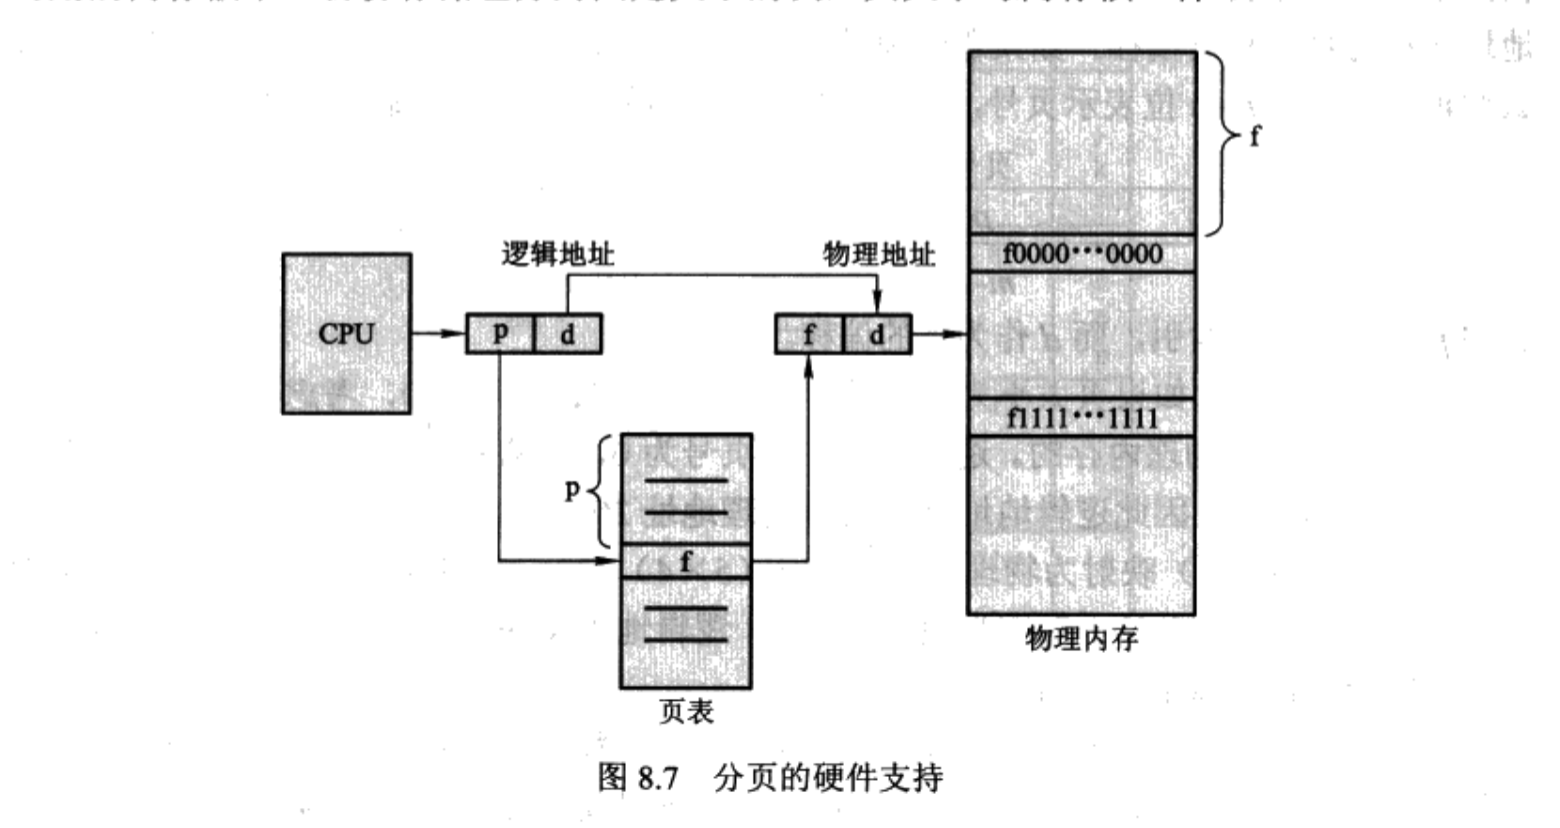 f
逻辑地址 物理地址
f0000···0000
CPU
p d
f d
f1111···1111
p
f
物理内存
页表
图 8.7 分页的硬件支持